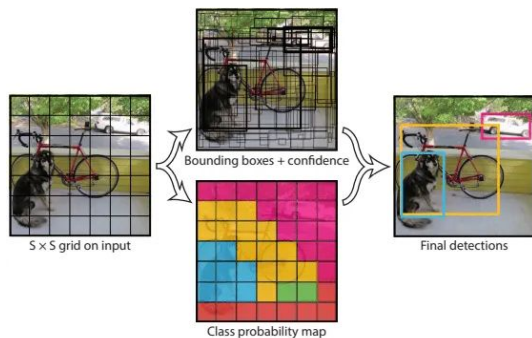 Bounding boxes + confidence
S × S grid on input
Final detections
Class probability map